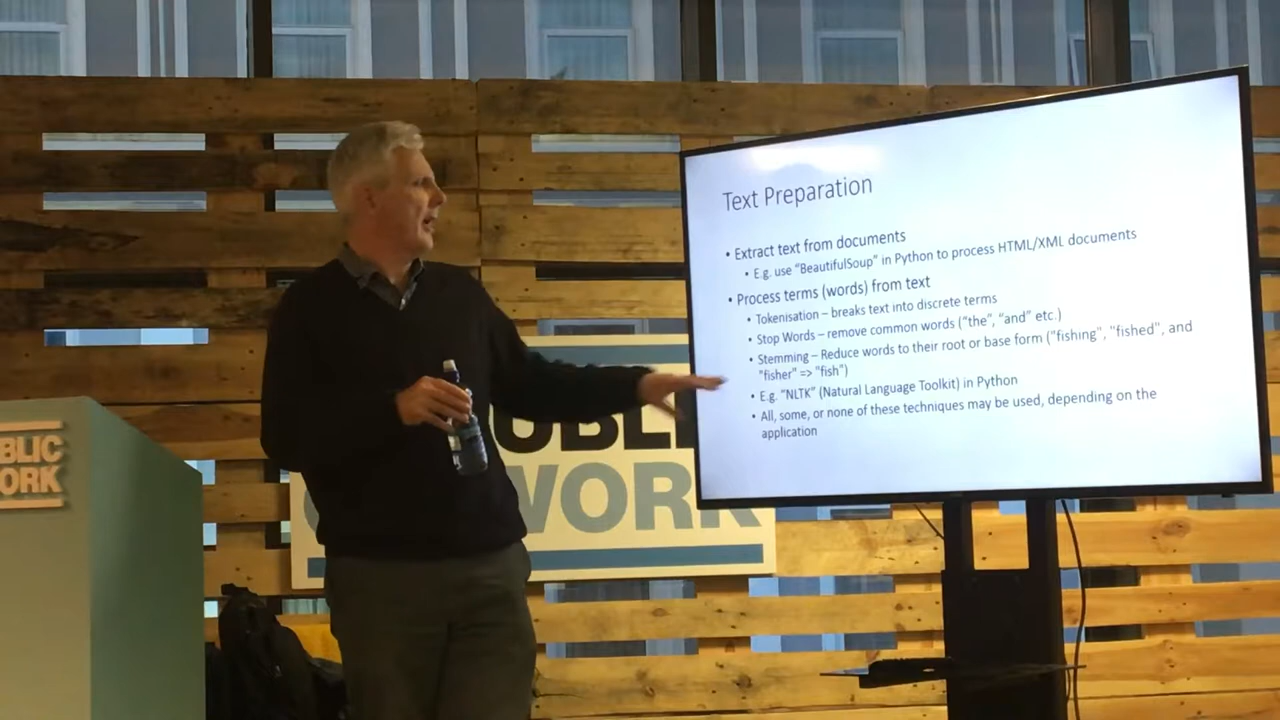 Text Preparation
• Extract text from documents
• E.g. use “BeautifulSoup” in Python to process HTML/XML documents
• Process terms (words) from text
• Tokenisation – breaks text into discrete terms
• Stop Words – remove common words (“the”, “and” etc.)
• Stemming – Reduce words to their root or base form (“fishing”, “fished”, and
“fisher” => “fish”)
• E.g. “NLTK” (Natural Language Toolkit) in Python
• All, some, or none of these techniques may be used, depending on the
application
UBLI
WORK
BLIC
ORK